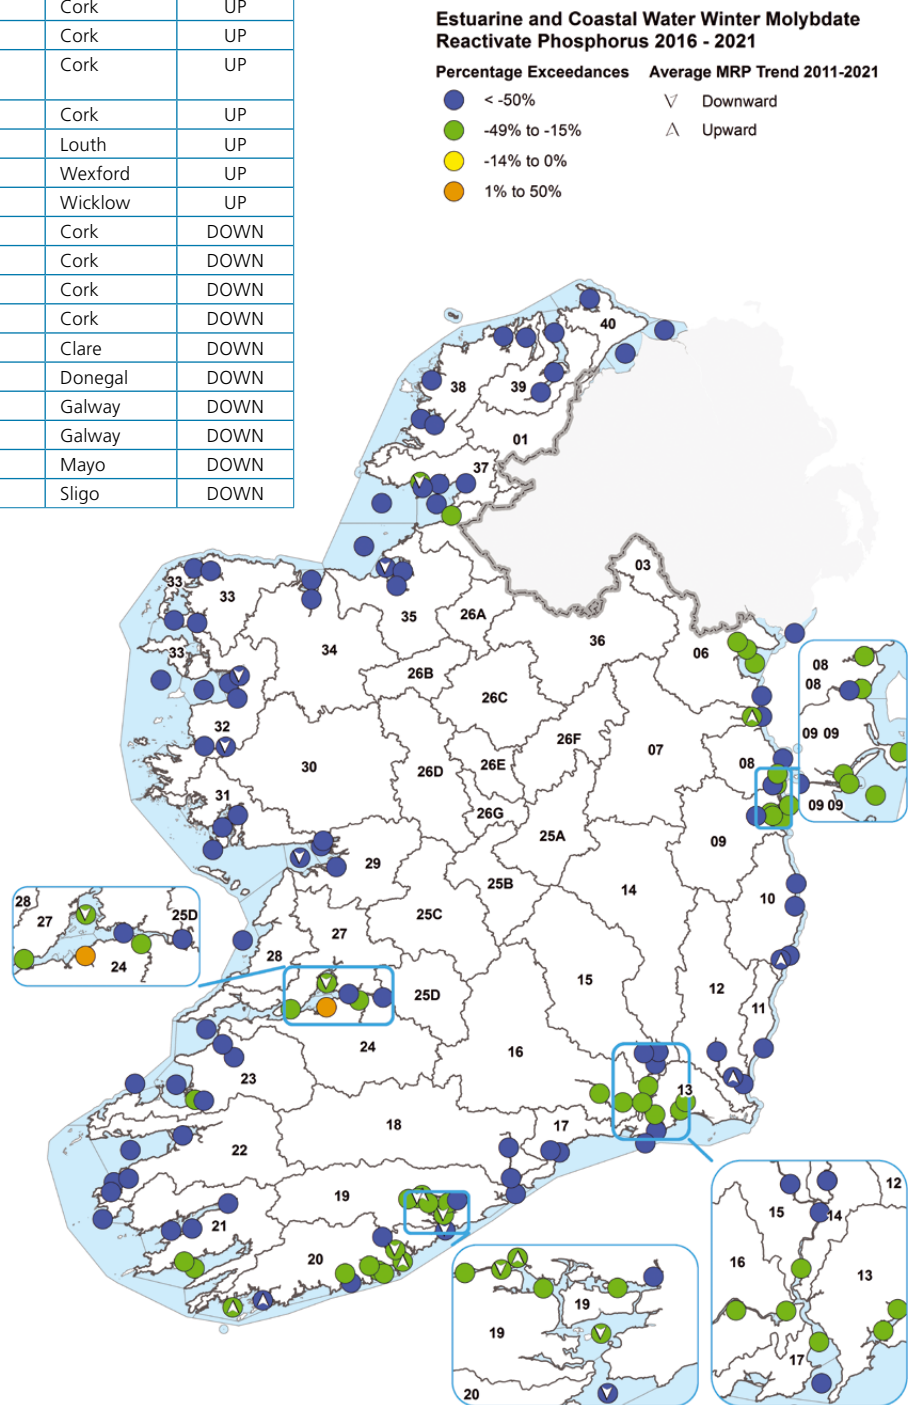 Cork UP
Cork UP
Cork UP
Cork UP
Louth UP
Wexford UP
Wicklow UP
Cork DOWN
Cork DOWN
Cork DOWN
Cork DOWN
Clare DOWN
Donegal DOWN
Galway DOWN
Galway DOWN
Mayo DOWN
Sligo DOWN
Estuarine and Coastal Water Winter Molybdate
Reactivate Phosphorus 2016 - 2021
Percentage Exceedances Average MRP Trend 2011-2021
< -50% Downward
-49% to -15% Upward
-14% to 0%
1% to 50%
40
38
39
01
37
03
33
33
35
26A
36
34
33
06
26B
26C
32
26F
07
30
26D
26E
08
31
26G
25A
09
29
25B
14
10
25C
27
28
15
12
25D
11
24
16
23
13
18
17
22
19
21
20
08
08
09 09
09 09
28
27
25D
24
19
19
20
12
15
14
16
13
17